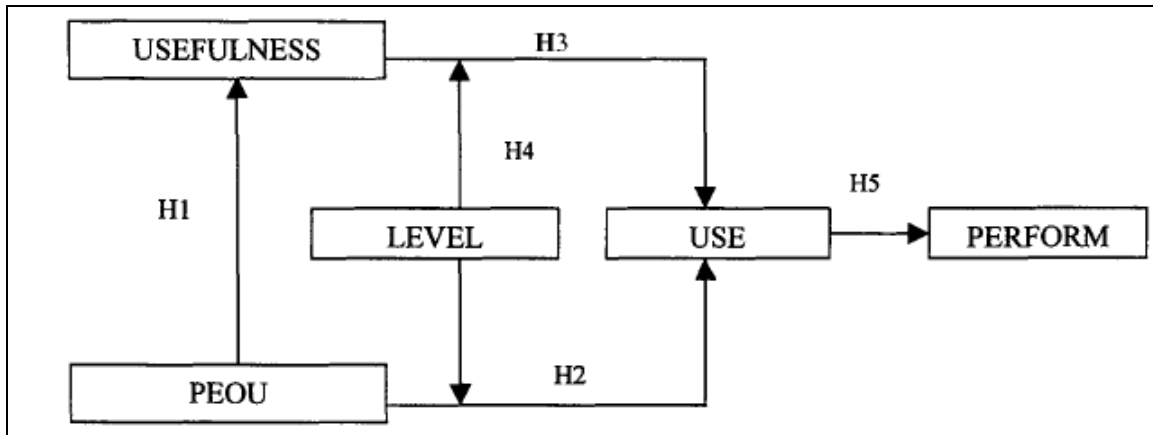 USEFULNESS
H3
H4
H1
H5
LEVEL
USE
PERFORM
PEOU
H2